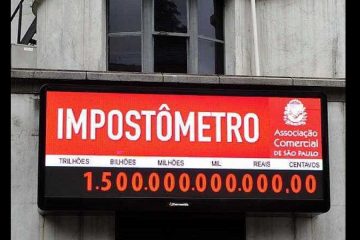 IMPOSTÔMETRO
Associação
Comercial
DE SÃO PAULO
TRILHÕES BILHÕES MILHÕES MIL REAIS CENTAVOS
1.500.000.000.000.00